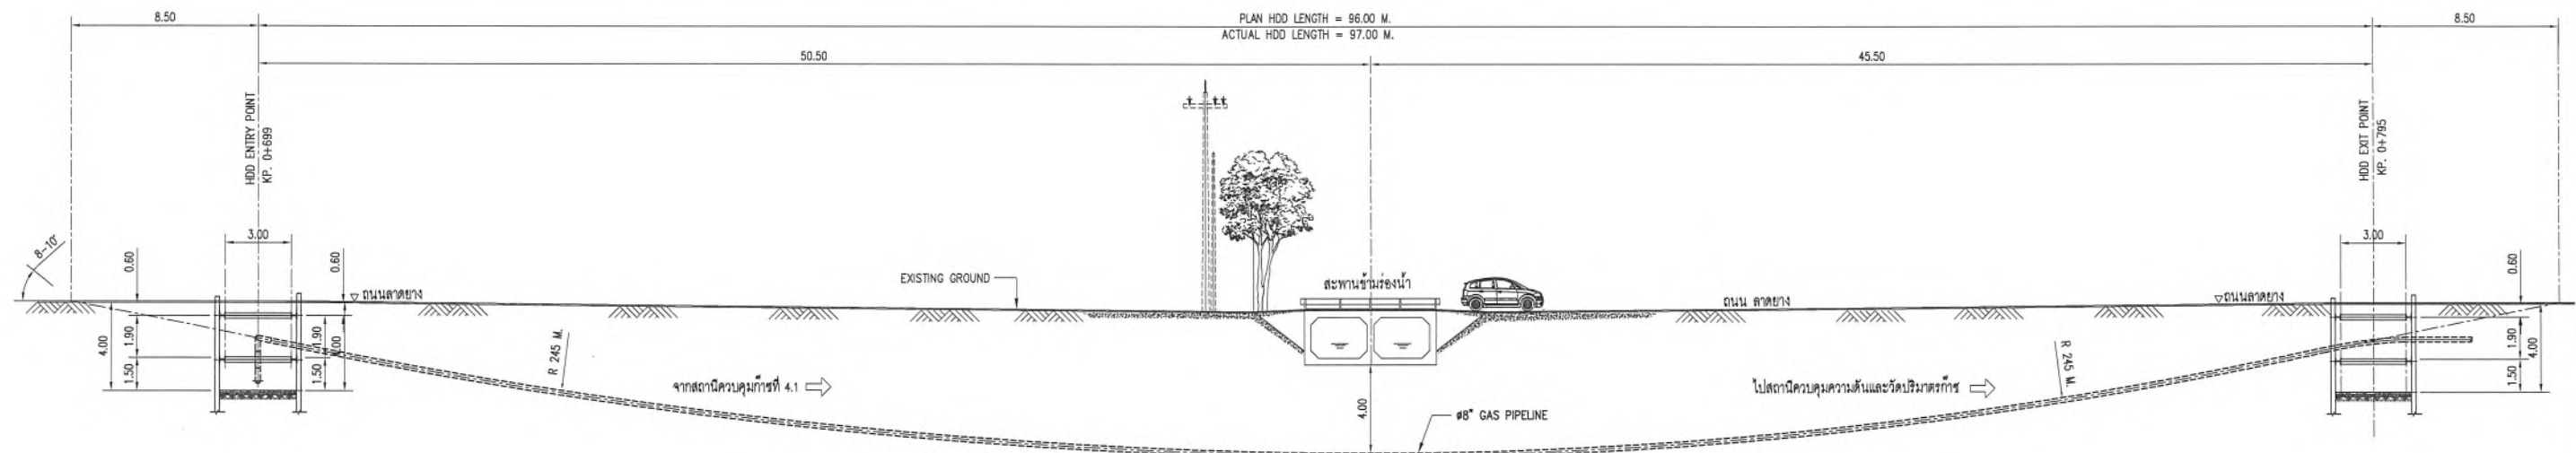 8.50
PLAN HDD LENGTH = 96.00 M.
8.50
ACTUAL HDD LENGTH = 97.00 M.
50.50
45.50
HDD ENTRY POINT
KP. 0+699
HDD EXIT POINT
KP. 0+795
8-10°
3.00
3.00
0.60
0.60
0.60
EXISTING GROUND
สะพานข้ามร่องน้ำ
ถนนลาดยาง
ถนน ลาดยาง
ถนนลาดยาง
4.00
1.90
1.50
1.90
1.50
4.00
R 245 M.
จากสถานีควบคุมก๊าซที่ 4.1
4.00
ø8" GAS PIPELINE
ไปสถานีควบคุมความดันและวัดปริมาตรก๊าซ
R 245 M.
1.90
1.50
4.00